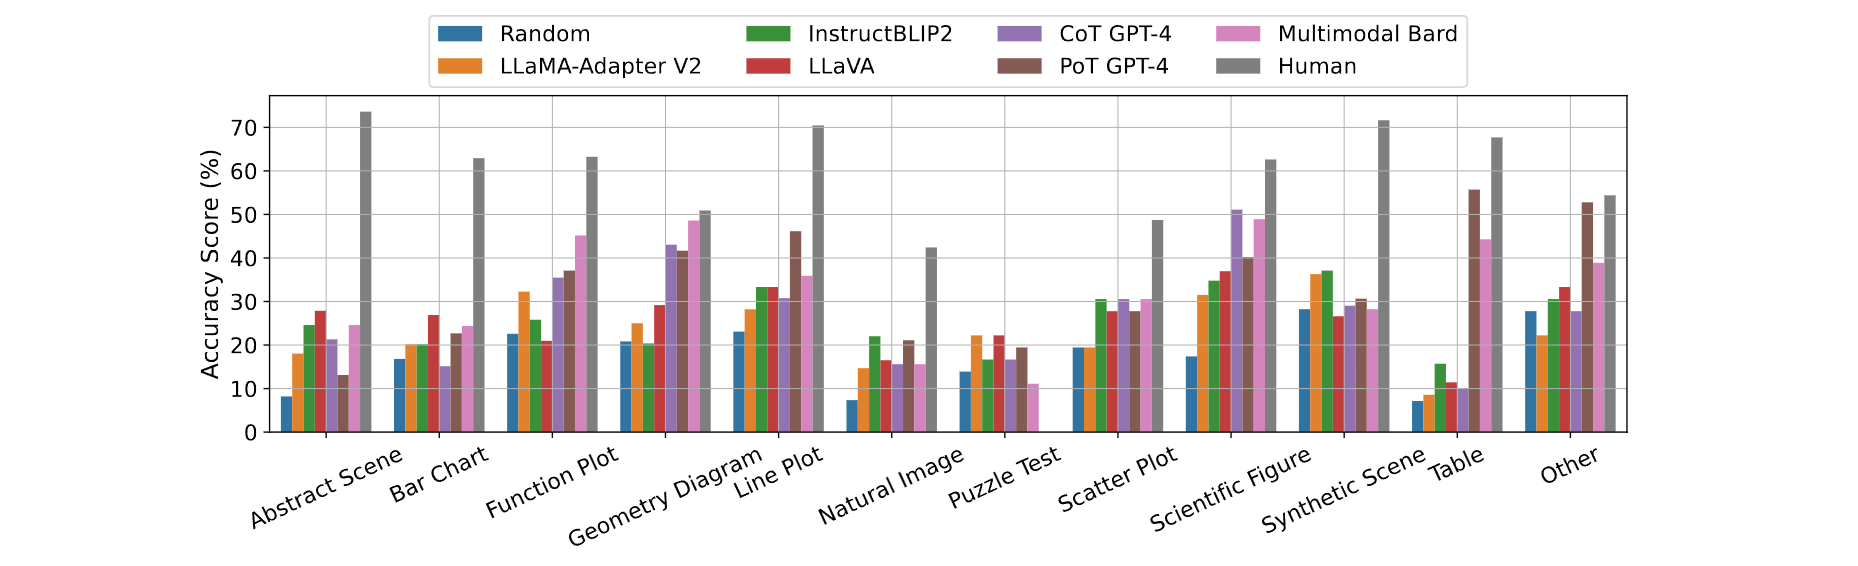 Random InstructBLIP2 CoT GPT-4 Multimodal Bard
LLaMA-Adapter V2 LLaVA PoT GPT-4 Human
Accuracy Score (%)
70
60
50
40
30
20
10
0
Abstract Scene
Bar Chart
Function Plot
Geometry Diagram
Line Plot
Natural Image
Puzzle Test
Scatter Plot
Scientific Figure
Synthetic Scene
Table
Other